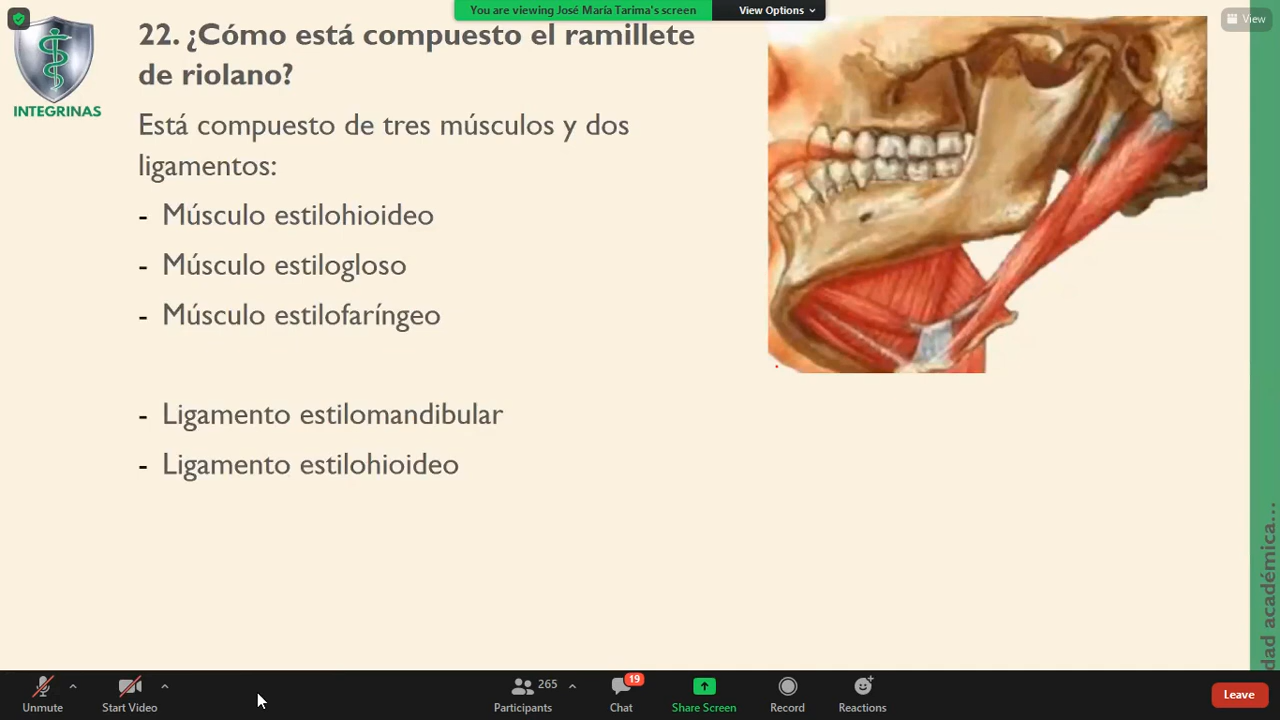 You are viewing José María Tarima's screen
View Options
View
INTEGRINAS
22. ¿Cómo está compuesto el ramillete
de riolano?
Está compuesto de tres músculos y dos
ligamentos:
- Músculo estilohioideo
- Músculo estilogloso
- Músculo estilofaríngeo
- Ligamento estilomandibular
- Ligamento estilohioideo
dad académica...
Unmute
Start Video
265
Participants
19
Chat
Share Screen
Record
Reactions
Leave